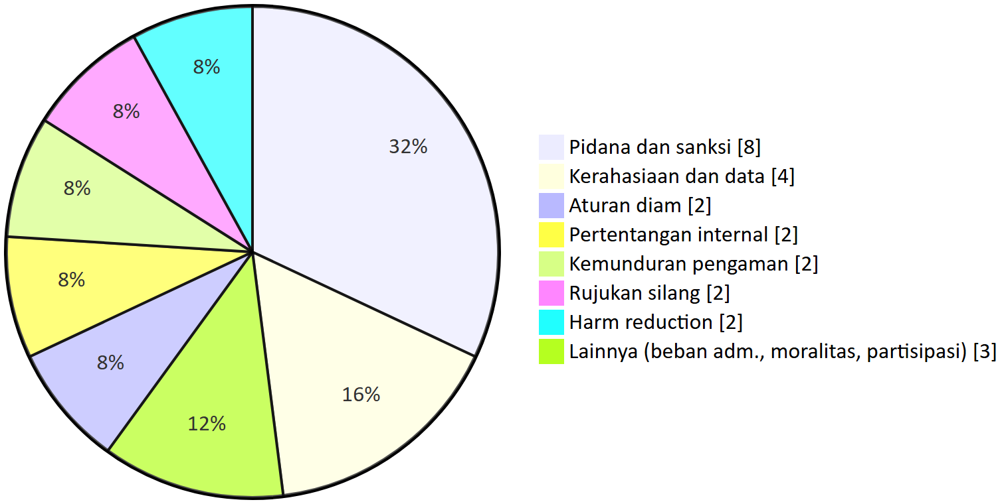 8%
8%
32%
8%
8%
8%
16%
12%
Pidana dan sanksi [8]
Kerahasiaan dan data [4]
Aturan diam [2]
Pertentangan internal [2]
Kemunduran pengaman [2]
Rujukan silang [2]
Harm reduction [2]
Lainnya (beban adm., moralitas, partisipasi) [3]